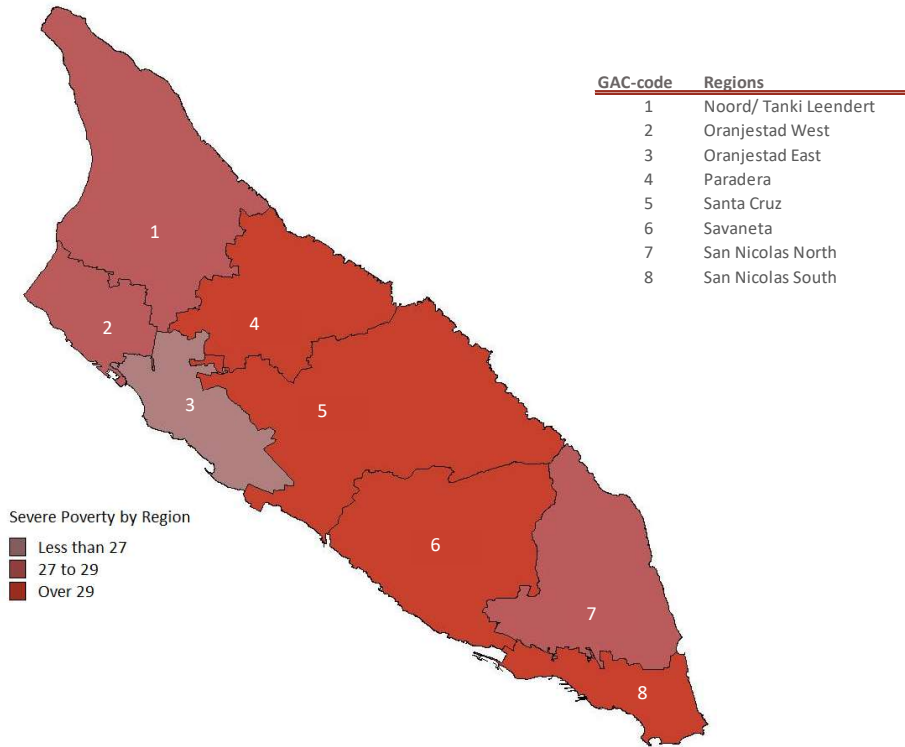 GAC-code Regions
1 Noord/ Tanki Leendert
2 Oranjestad West
3 Oranjestad East
4 Paradera
5 Santa Cruz
6 Savaneta
7 San Nicolas North
8 San Nicolas South
1
2
4
3
5
6
7
8
Severe Poverty by Region
Less than 27
27 to 29
Over 29